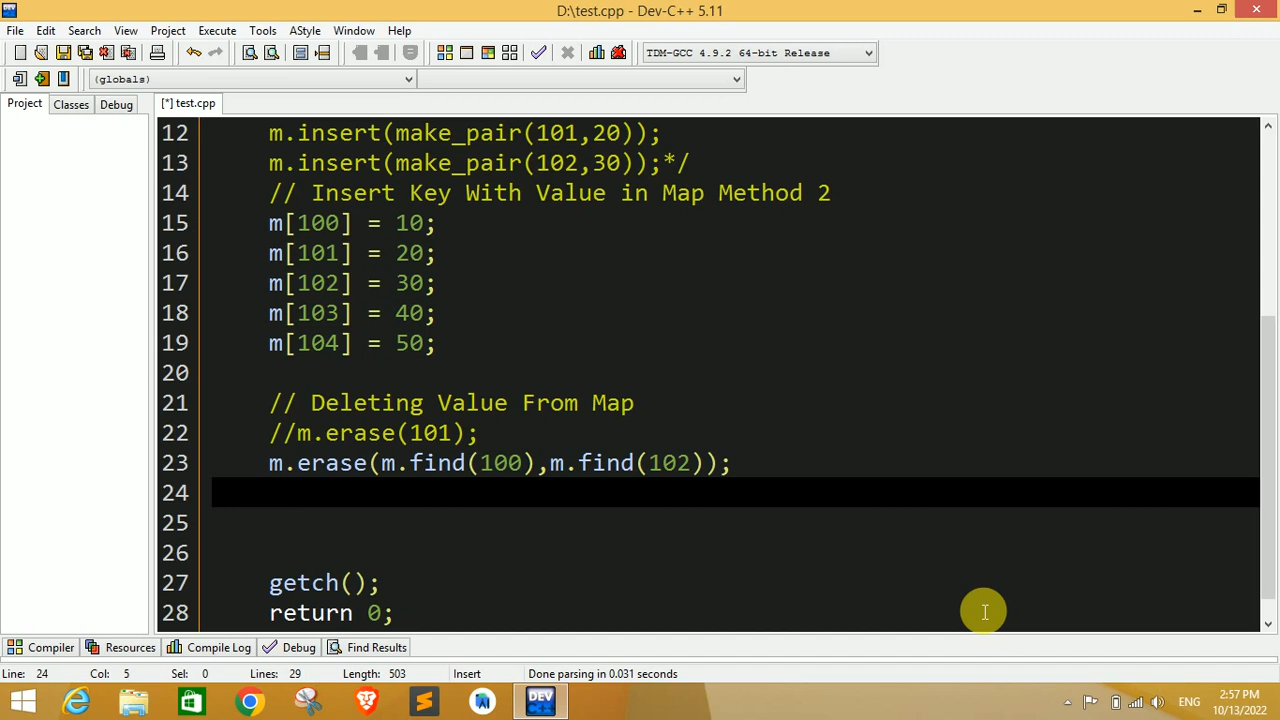 D:\test.cpp - Dev-C++ 5.11
File Edit Search View Project Execute Tools AStyle Window Help
TDM-GCC 4.9.2 64-bit Release
(globals)
Project Classes Debug [*] test.cpp
12 m.insert(make_pair(101,20));
13 m.insert(make_pair(102,30));*/
14 // Insert Key With Value in Map Method 2
15 m[100] = 10;
16 m[101] = 20;
17 m[102] = 30;
18 m[103] = 40;
19 m[104] = 50;
20
21 // Deleting Value From Map
22 //m.erase(101);
23 m.erase(m.find(100),m.find(102));
24
25
26
27 getch();
28 return 0;
Compiler Resources Compile Log Debug Find Results
Line: 24 Col: 5 Sel: 0 Lines: 29 Length: 503 Insert Done parsing in 0.031 seconds
DEV
ENG
2:57 PM
10/13/2022